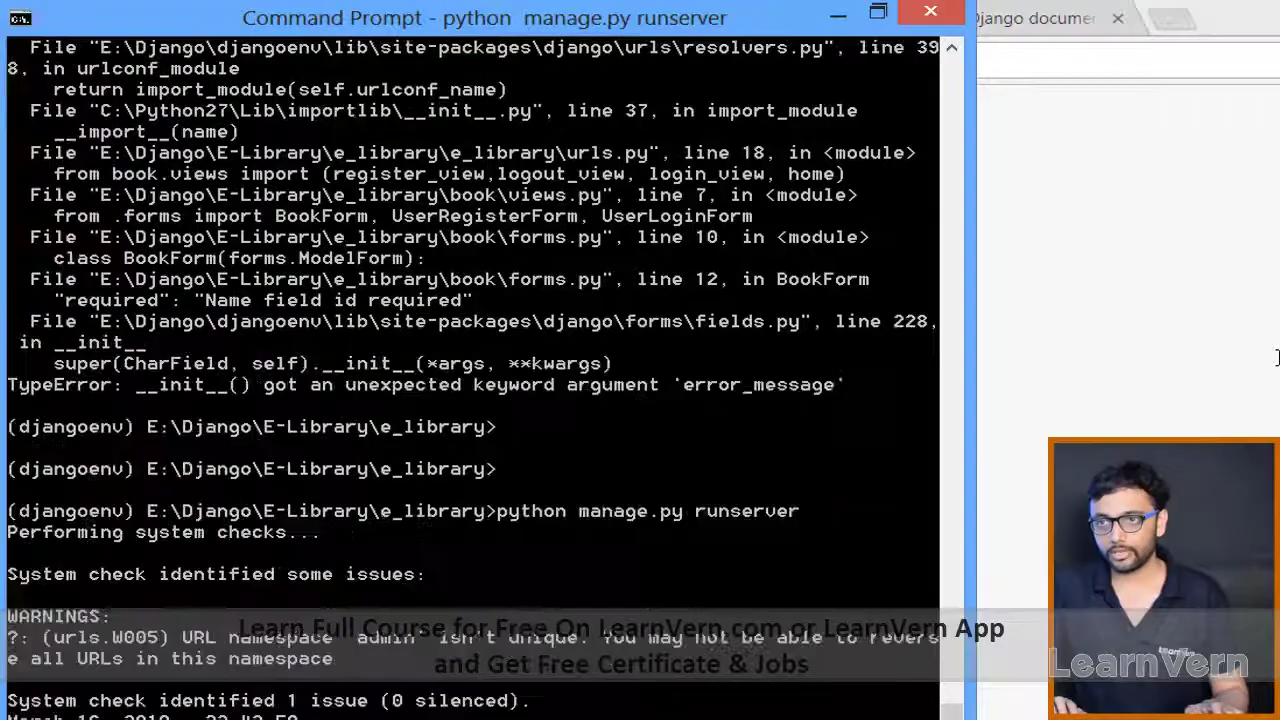 Command Prompt - python manage.py runserver
Django documen
File "E:\Django\djangoenv\lib\site-packages\django\urls\resolvers.py", line 39
8, in urlconf_module
return import_module(self.urlconf_name)
File "C:\Python27\Lib\importlib\__init__.py", line 37, in import_module
__import__(name)
File "E:\Django\E-Library\e_library\e_library\urls.py", line 18, in <module>
from book.views import (register_view,logout_view, login_view, home)
File "E:\Django\E-Library\e_library\book\views.py", line 7, in <module>
from .forms import BookForm, UserRegisterForm, UserLoginForm
File "E:\Django\E-Library\e_library\book\forms.py", line 10, in <module>
class BookForm(forms.ModelForm):
File "E:\Django\E-Library\e_library\book\forms.py", line 12, in BookForm
"required": "Name field id required"
File "E:\Django\djangoenv\lib\site-packages\django\forms\fields.py", line 228,
in __init__
super(CharField, self).__init__(*args, **kwargs)
TypeError: __init__() got an unexpected keyword argument 'error_message'
(djangoenv) E:\Django\E-Library\e_library>
(djangoenv) E:\Django\E-Library\e_library>
(djangoenv) E:\Django\E-Library\e_library>python manage.py runserver
Performing system checks...
System check identified some issues:
WARNINGS:
?: (urls.W005) URL namespace 'admin' isn't unique. You may not be able to revers
e all URLs in this namespace
Learn Full Course for Free On LearnVern.com or LearnVern App
and Get Free Certificate & Jobs
LearnVern
System check identified 1 issue (0 silenced).